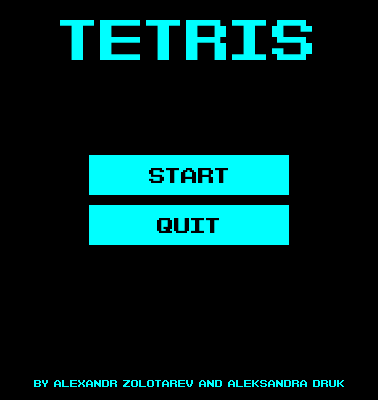 TETRIS
START
QUIT
BY ALEXANDR ZOLOTAREV AND ALEKSANDRA DRUK